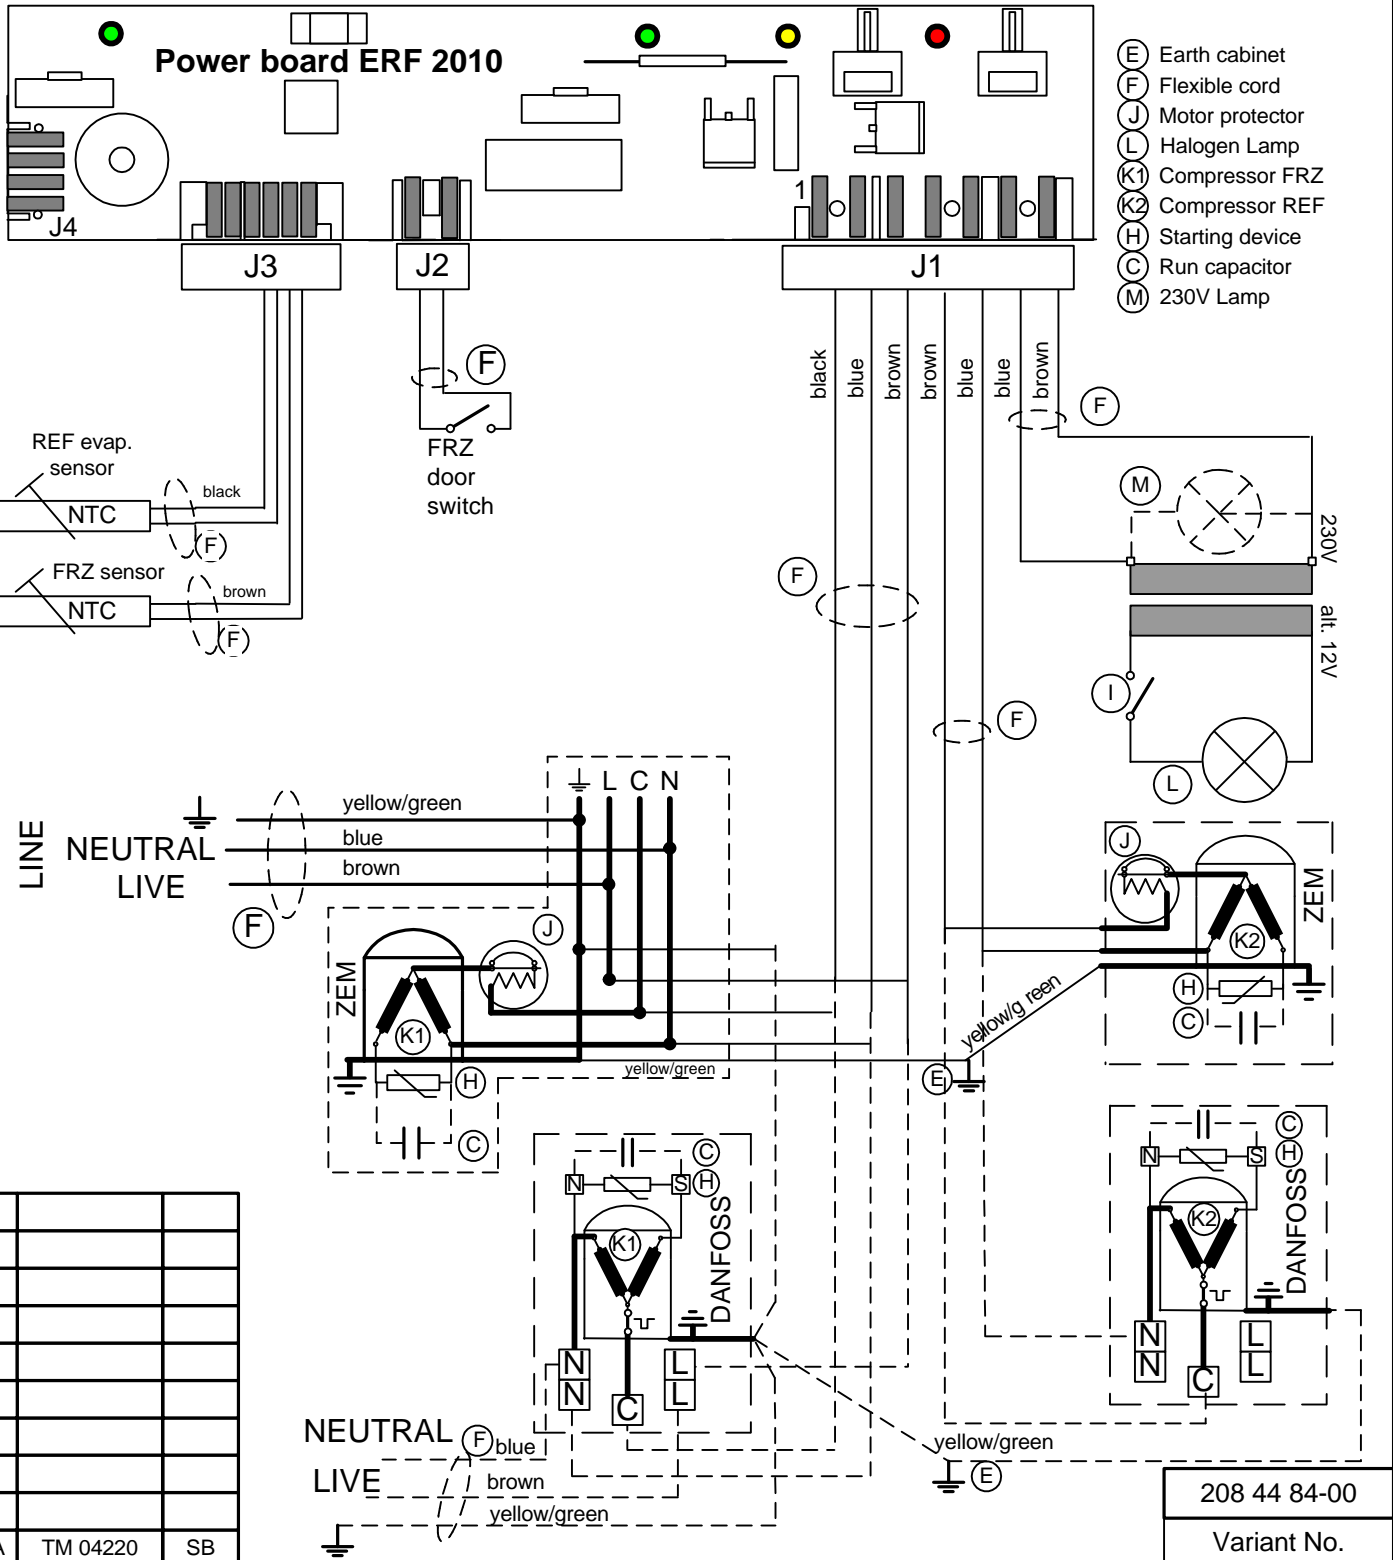 Power board ERF 2010
E Earth cabinet
F Flexible cord
J Motor protector
L Halogen Lamp
K1 Compressor FRZ
K2 Compressor REF
H Starting device
C Run capacitor
M 230V Lamp
1
J4
J3
J2
J1
black
blue
brown
brown
blue
blue
brown
F
F
FRZ
door
switch
REF evap.
sensor
black
NTC
F
FRZ sensor
brown
NTC
F
M
230V
alt. 12V
I
L
F
F
LINE
NEUTRAL
LIVE
yellow/green
blue
brown
F
L C N
J
ZEM
K1
H
C
yellow/green
J
ZEM
K2
H
C
yellow/g reen
E
C
H
N
S
K1
DANFOSS
N
N
L
L
C
C
H
N
S
K2
DANFOSS
N
N
L
L
C
NEUTRAL
LIVE
F
blue
brown
yellow/green
yellow/green
E
TM 04220
SB
208 44 84-00
Variant No.